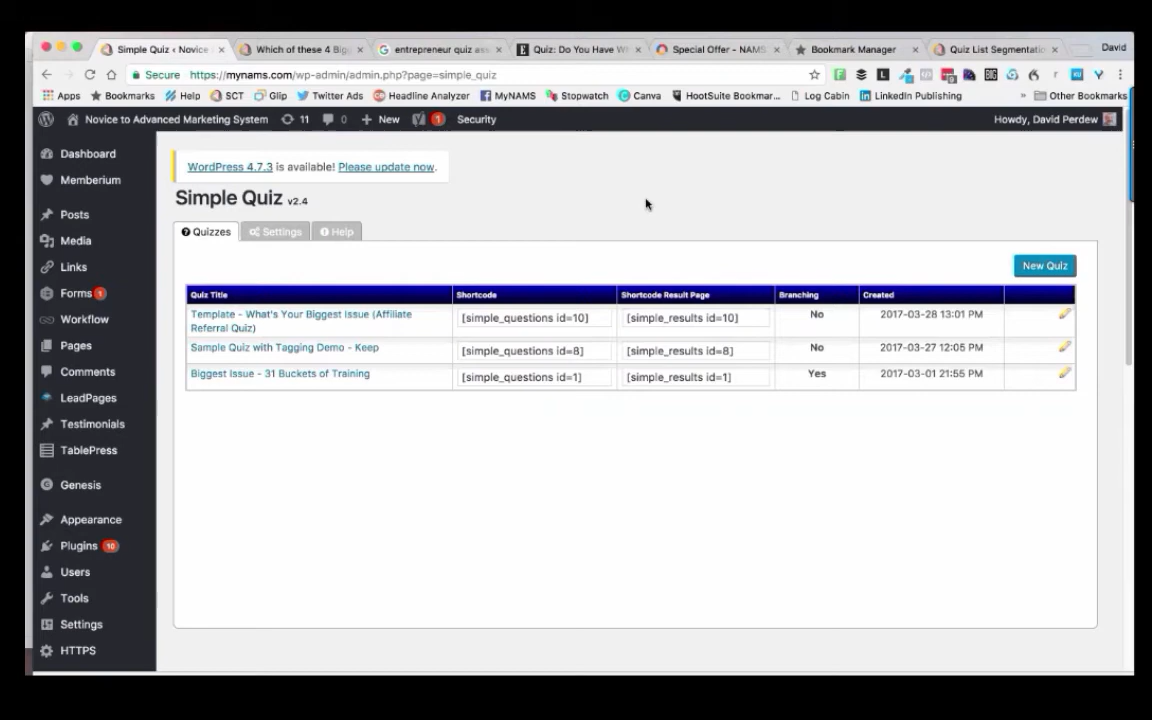 Simple Quiz ‹ Novice
Which of these 4 Big
entrepreneur quiz
Quiz: Do You Have
Special Offer - NAMS
Bookmark Manager
Quiz List Segmentatio
David
Secure https://mynams.com/wp-admin/admin.php?page=simple_quiz
Apps Bookmarks Help SCT Glip Twitter Ads Headline Analyzer MyNAMS Stopwatch Canva HootSuite Bookmar... Log Cabin LinkedIn Publishing » Other Bookmarks
Novice to Advanced Marketing System 11 0 New 1 Security Howdy, David Perdew
Dashboard
Memberium
Posts
Media
Links
Forms 1
Workflow
Pages
Comments
LeadPages
Testimonials
TablePress
Genesis
Appearance
Plugins 10
Users
Tools
Settings
HTTPS
WordPress 4.7.3 is available! Please update now.
Simple Quiz v2.4
Quizzes Settings Help
New Quiz
Quiz Title Shortcode Shortcode Result Page Branching Created
Template - What's Your Biggest Issue (Affiliate
Referral Quiz)
[simple_questions id=10] [simple_results id=10] No 2017-03-28 13:01 PM
Sample Quiz with Tagging Demo - Keep [simple_questions id=8] [simple_results id=8] No 2017-03-27 12:05 PM
Biggest Issue - 31 Buckets of Training [simple_questions id=1] [simple_results id=1] Yes 2017-03-01 21:55 PM